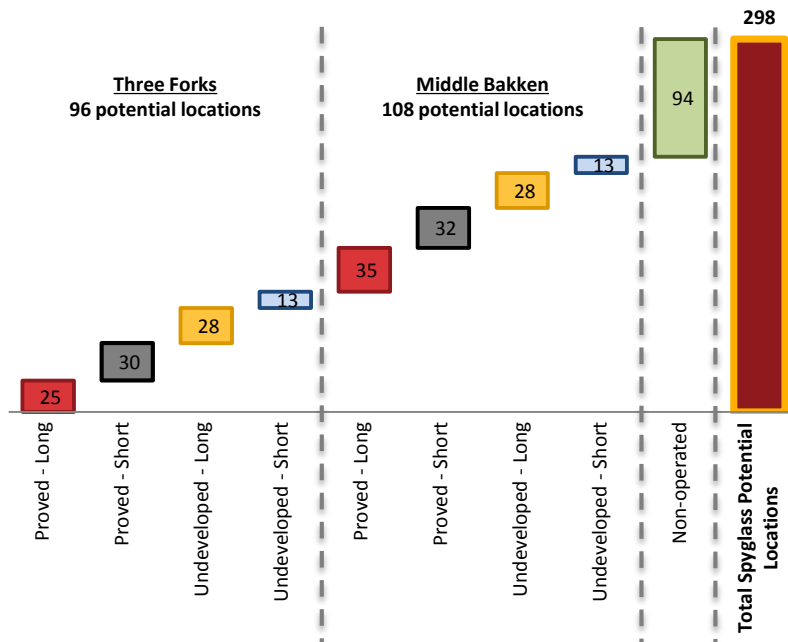 298
Three Forks
96 potential locations
Middle Bakken
108 potential locations
94
13
28
32
35
13
28
30
25
Proved - Long
Proved - Short
Undeveloped - Long
Undeveloped - Short
Proved - Long
Proved - Short
Undeveloped - Long
Undeveloped - Short
Non-operated
Total Spyglass Potential
Locations